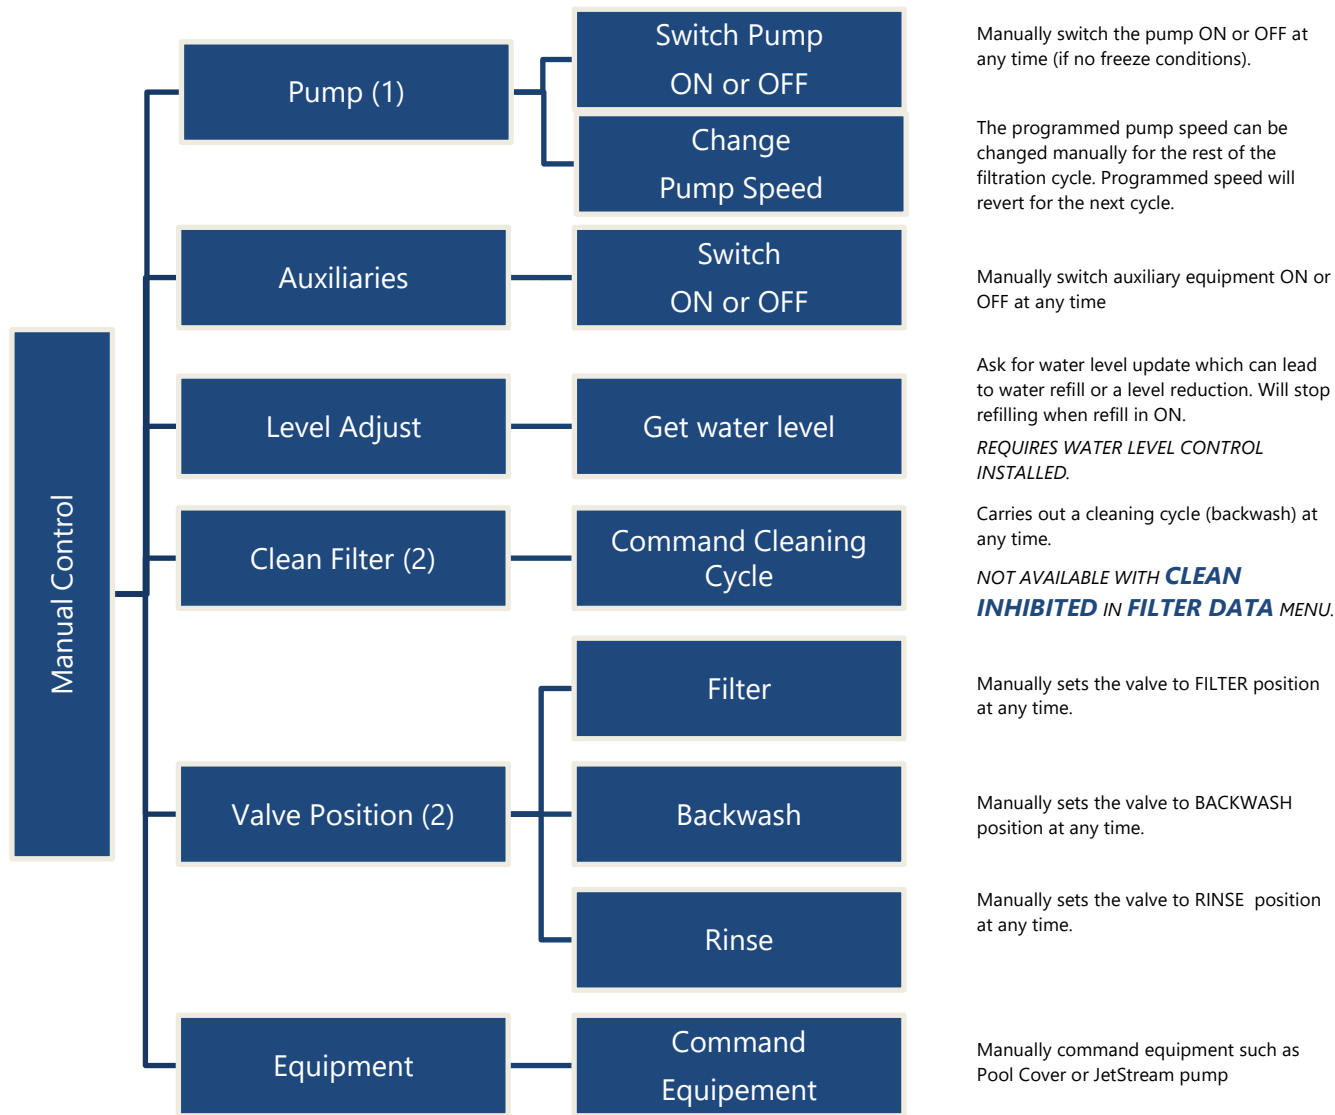 Manual Control
Pump (1)
Switch Pump
ON or OFF
Manually switch the pump ON or OFF at
any time (if no freeze conditions).
Change
Pump Speed
The programmed pump speed can be
changed manually for the rest of the
filtration cycle. Programmed speed will
revert for the next cycle.
Auxiliaries
Switch
ON or OFF
Manually switch auxiliary equipment ON or
OFF at any time
Level Adjust
Get water level
Ask for water level update which can lead
to water refill or a level reduction. Will stop
refilling when refill in ON.
REQUIRES WATER LEVEL CONTROL
INSTALLED.
Clean Filter (2)
Command Cleaning
Cycle
Carries out a cleaning cycle (backwash) at
any time.
NOT AVAILABLE WITH CLEAN
INHIBITED IN FILTER DATA MENU.
Valve Position (2)
Filter
Manually sets the valve to FILTER position
at any time.
Backwash
Manually sets the valve to BACKWASH
position at any time.
Rinse
Manually sets the valve to RINSE  position
at any time.
Equipment
Command
Equipement
Manually command equipment such as
Pool Cover or JetStream pump